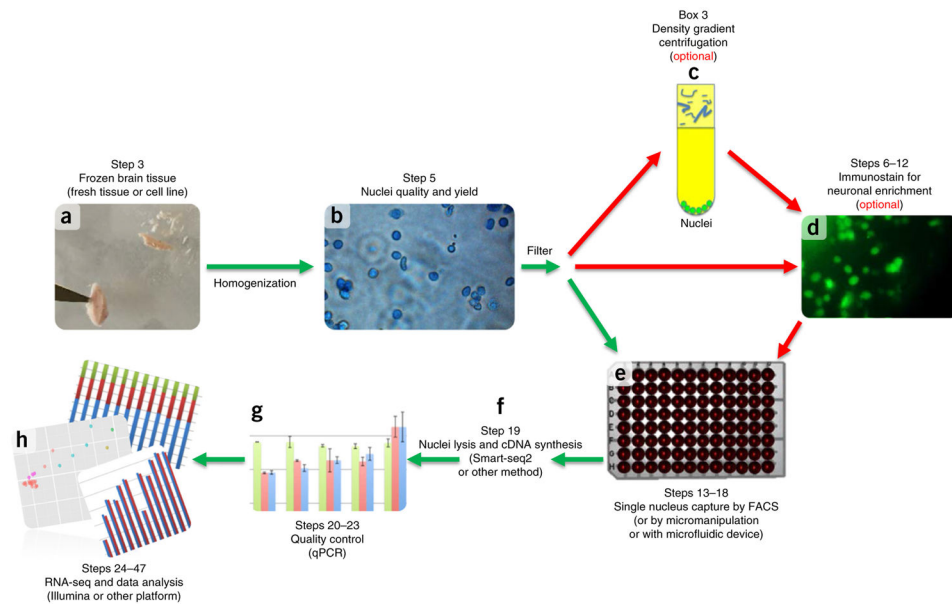 Box 3
Density gradient
centrifugation
(optional)
c
Nuclei
Step 3
Frozen brain tissue
(fresh tissue or cell line)
a
Homogenization
Step 5
Nuclei quality and yield
b
Filter
Steps 6–12
Immunostain for
neuronal enrichment
(optional)
d
e
A
B
C
D
E
F
G
H
Steps 13–18
Single nucleus capture by FACS
(or by micromanipulation
or with microfluidic device)
f
Step 19
Nuclei lysis and cDNA synthesis
(Smart-seq2
or other method)
g
Steps 20–23
Quality control
(qPCR)
h
Steps 24–47
RNA-seq and data analysis
(Illumina or other platform)